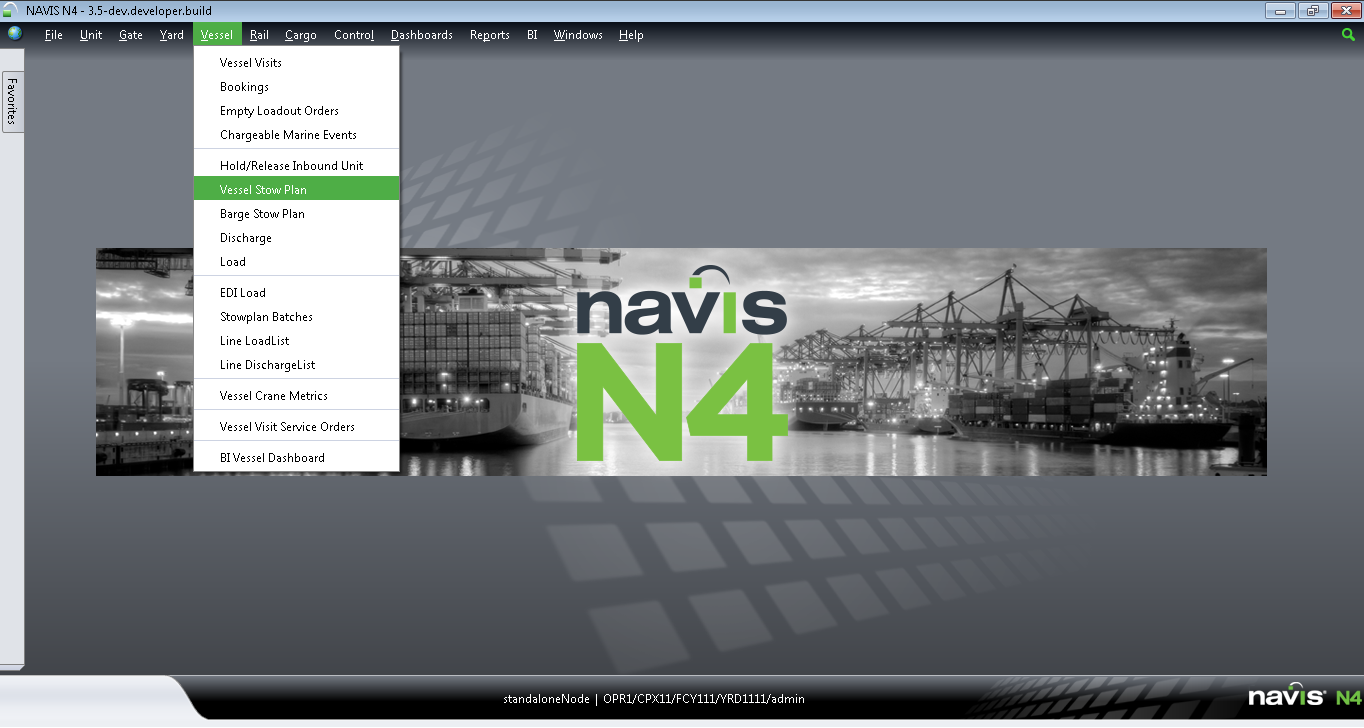 NAVIS N4 - 3.5-dev.developer.build
File Unit Gate Yard Vessel Rail Cargo Control Dashboards Reports BI Windows Help
Favorites
Vessel Visits
Bookings
Empty Loadout Orders
Chargeable Marine Events
Hold/Release Inbound Unit
Vessel Stow Plan
Barge Stow Plan
Discharge
Load
EDI Load
Stowplan Batches
Line LoadList
Line DischargeList
Vessel Crane Metrics
Vessel Visit Service Orders
BI Vessel Dashboard
navis
N4
standaloneNode | OPR1/CPX11/FCY111/YRD1111/admin
navis N4